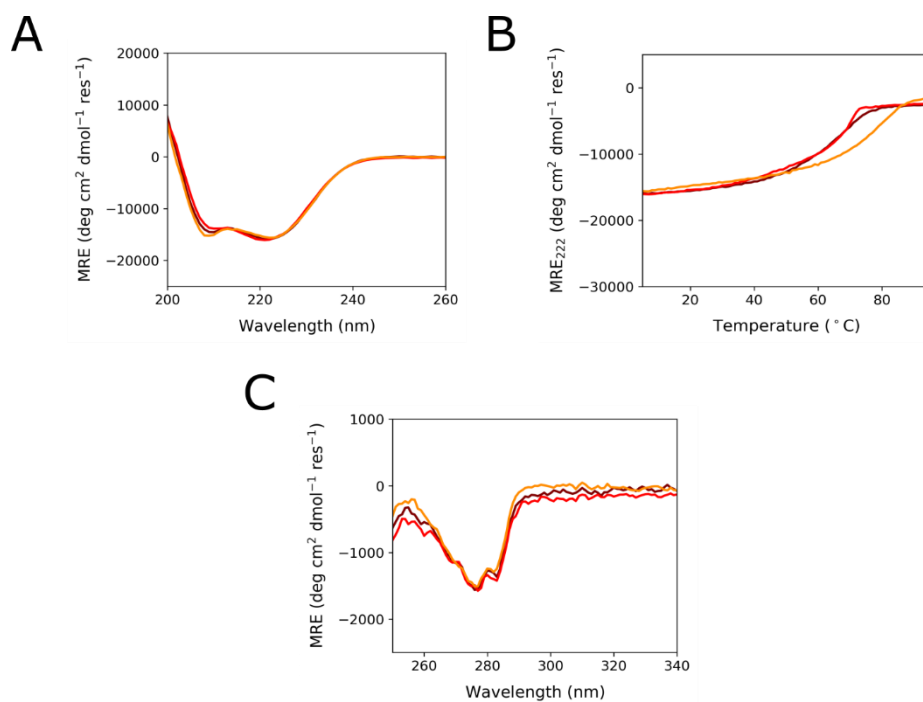 A
B
20000
10000
0
−10000
−20000
MRE (deg cm² dmol⁻¹ res⁻¹)
200
220
240
260
Wavelength (nm)
0
−10000
−20000
−30000
MRE₂₂₂ (deg cm² dmol⁻¹ res⁻¹)
20
40
60
80
Temperature (°C)
C
1000
0
−1000
−2000
MRE (deg cm² dmol⁻¹ res⁻¹)
260
280
300
320
340
Wavelength (nm)